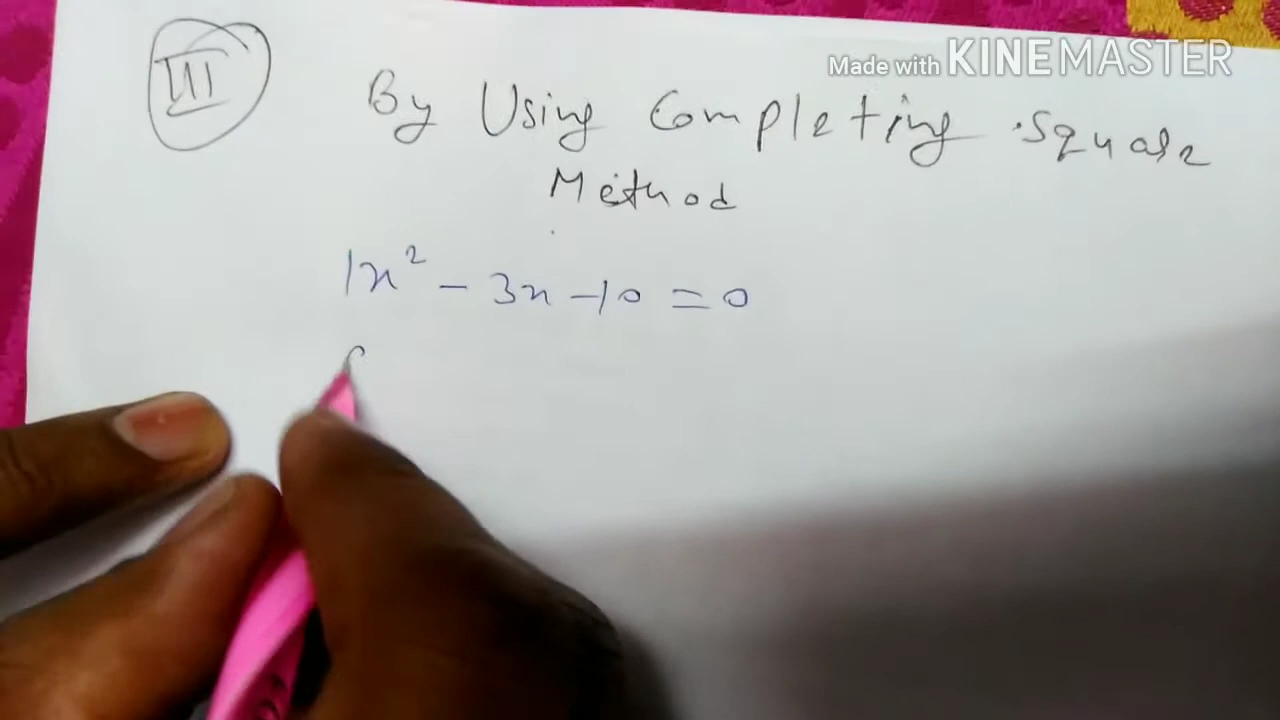 Made with KINEMASTER
III
By Using Completing Square
Method
1x² - 3x - 10 = 0